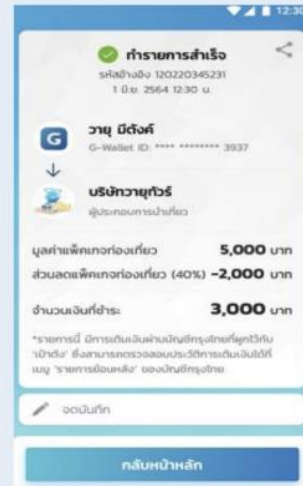 12:30
ทำรายการสำเร็จ
รหัสอ้างอิง 120220345231
1 มิ.ย. 2564 12:30 น.
G
วายุ มีตังค์
G-Wallet ID: **** ******** 3937
บริษัทวายุทัวร์
ผู้ประกอบการนำเที่ยว
มูลค่าแพ็คเกจท่องเที่ยว 5,000 บาท
ส่วนลดแพ็คเกจท่องเที่ยว (40%) -2,000 บาท
จำนวนเงินที่ชำระ 3,000 บาท
*รายการนี้ มีการเติมเงินผ่านบัญชีกรุงไทยที่ผูกไว้กับ
'เป๋าตัง' ซึ่งสามารถตรวจสอบประวัติการเติมเงินได้ที่
เมนู 'รายการย้อนหลัง' ของบัญชีกรุงไทย
จดบันทึก
กลับหน้าหลัก